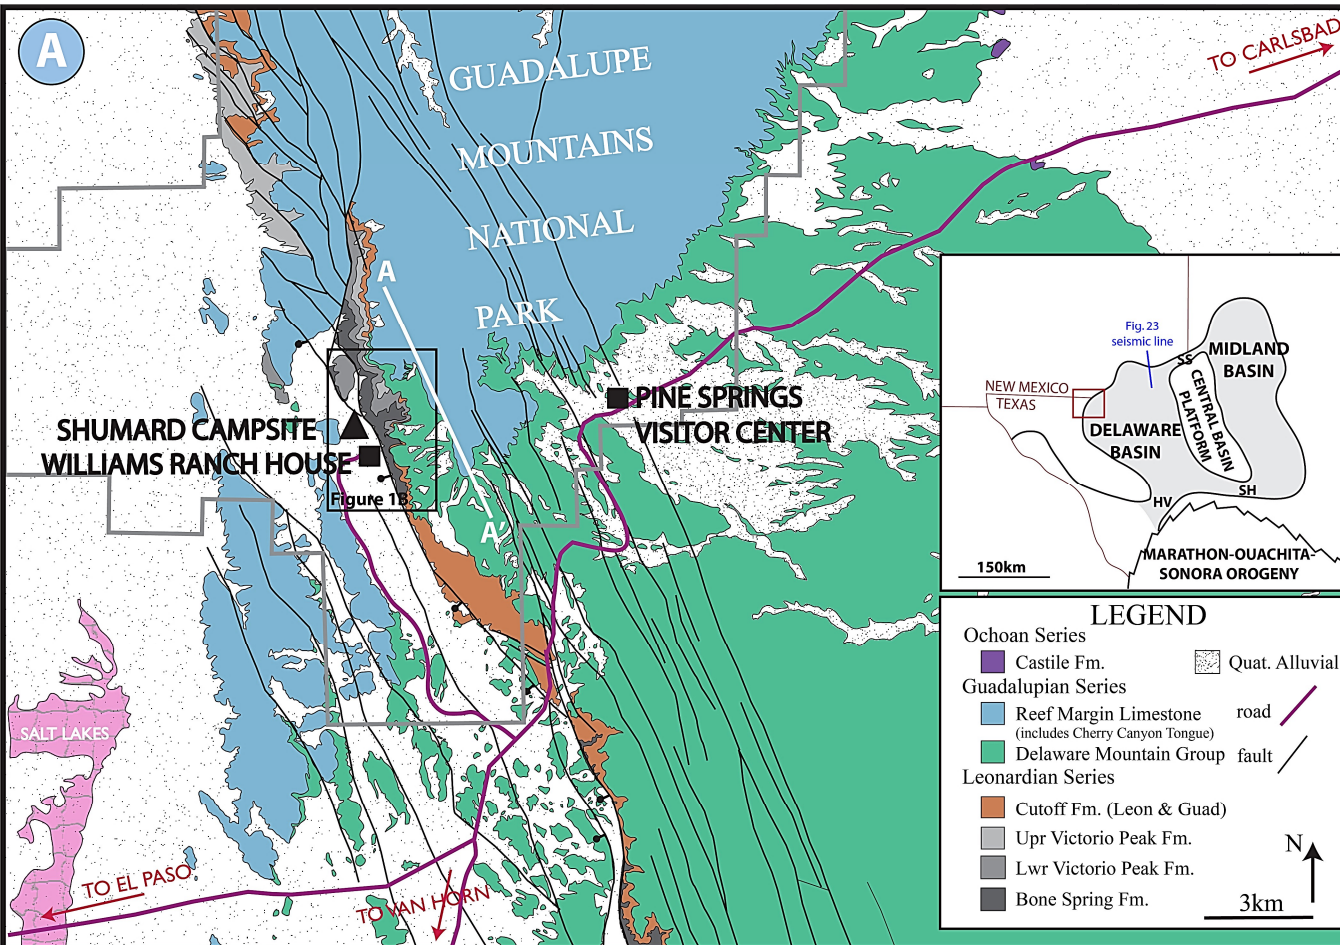 A
GUADALUPE
MOUNTAINS
NATIONAL
PARK
TO CARLSBAD
A
A'
PINE SPRINGS
VISITOR CENTER
SHUMARD CAMPSITE
WILLIAMS RANCH HOUSE
Figure 1B
SALT LAKES
TO EL PASO
TO VAN HORN
Fig. 23
seismic line
NEW MEXICO
TEXAS
SS
MIDLAND
BASIN
CENTRAL BASIN
PLATFORM
DELAWARE
BASIN
HV
SH
150km
MARATHON-OUACHITA-
SONORA OROGENY
LEGEND
Ochoan Series
Castile Fm.
Quat. Alluvial
Guadalupian Series
Reef Margin Limestone
(includes Cherry Canyon Tongue)
road
Delaware Mountain Group
fault
Leonardian Series
Cutoff Fm. (Leon & Guad)
Upr Victorio Peak Fm.
Lwr Victorio Peak Fm.
Bone Spring Fm.
N
3km